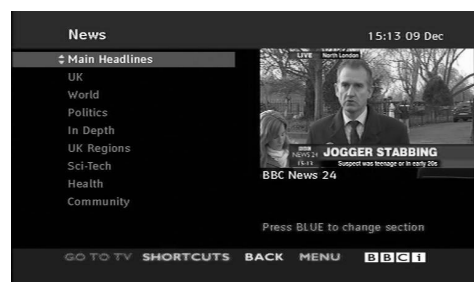 News
15:13 09 Dec
Main Headlines
UK
World
Politics
In Depth
UK Regions
Sci-Tech
Health
Community
LIVE North London
BBC
NEWS 24
15:13
JOGGER STABBING
Suspect was teenage or in early 20s
BBC News 24
Press BLUE to change section
GO TO TV SHORTCUTS BACK MENU BBCi